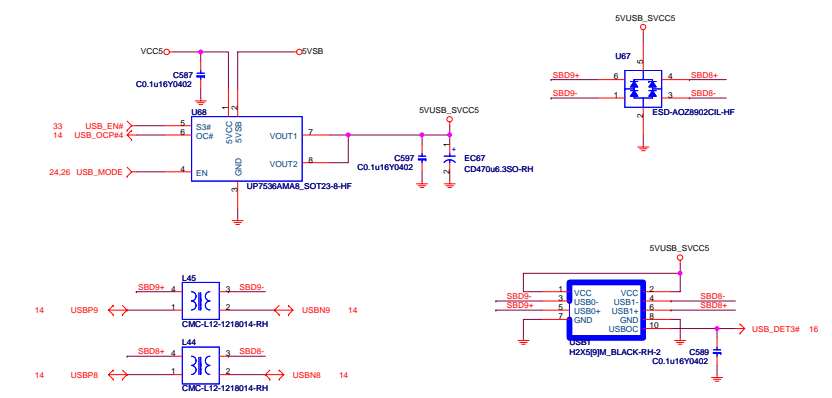 5VUSB_SVCC5
VCC5
5VSB
C587
C0.1u16Y0402
U67
5
SBD9+
6
4
SBD8+
SBD9-
1
3
SBD8-
2
ESD-AOZ8902CIL-HF
U68
1
2
5VCC
5VSB
33 USB_EN#
5
S3#
14 USB_OCP#4
6
OC#
24,26 USB_MODE
4
EN
GND
3
VOUT1
7
VOUT2
8
UP7536AMA8_SOT23-8-HF
5VUSB_SVCC5
C597
C0.1u16Y0402
1
+
2
EC67
CD470u6.3SO-RH
L45
SBD9+
4
3
SBD9-
14 USBP9
1
2
USBN9 14
CMC-L12-1218014-RH
L44
SBD8+
4
3
SBD8-
14 USBP8
1
2
USBN8 14
CMC-L12-1218014-RH
5VUSB_SVCC5
1
VCC
VCC
2
SBD9-
3
USB0-
USB1-
4
SBD8-
SBD9+
5
USB0+
USB1+
6
SBD8+
7
GND
GND
8
USBOC
10
USB_DET3# 16
USB1
H2X5[9]M_BLACK-RH-2
C589
C0.1u16Y0402